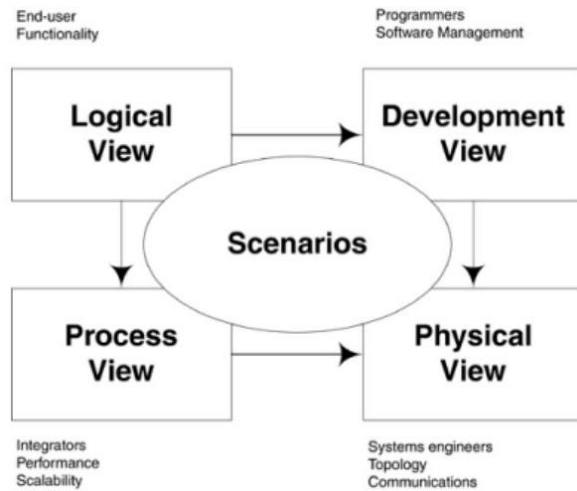 End-user
Functionality
Programmers
Software Management
Logical
View
Development
View
Scenarios
Process
View
Physical
View
Integrators
Performance
Scalability
Systems engineers
Topology
Communications